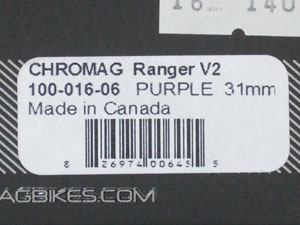 CHROMAG Ranger V2
100-016-06 PURPLE 31mm
Made in Canada
8 26974 00645 5
AGBIKES.COM